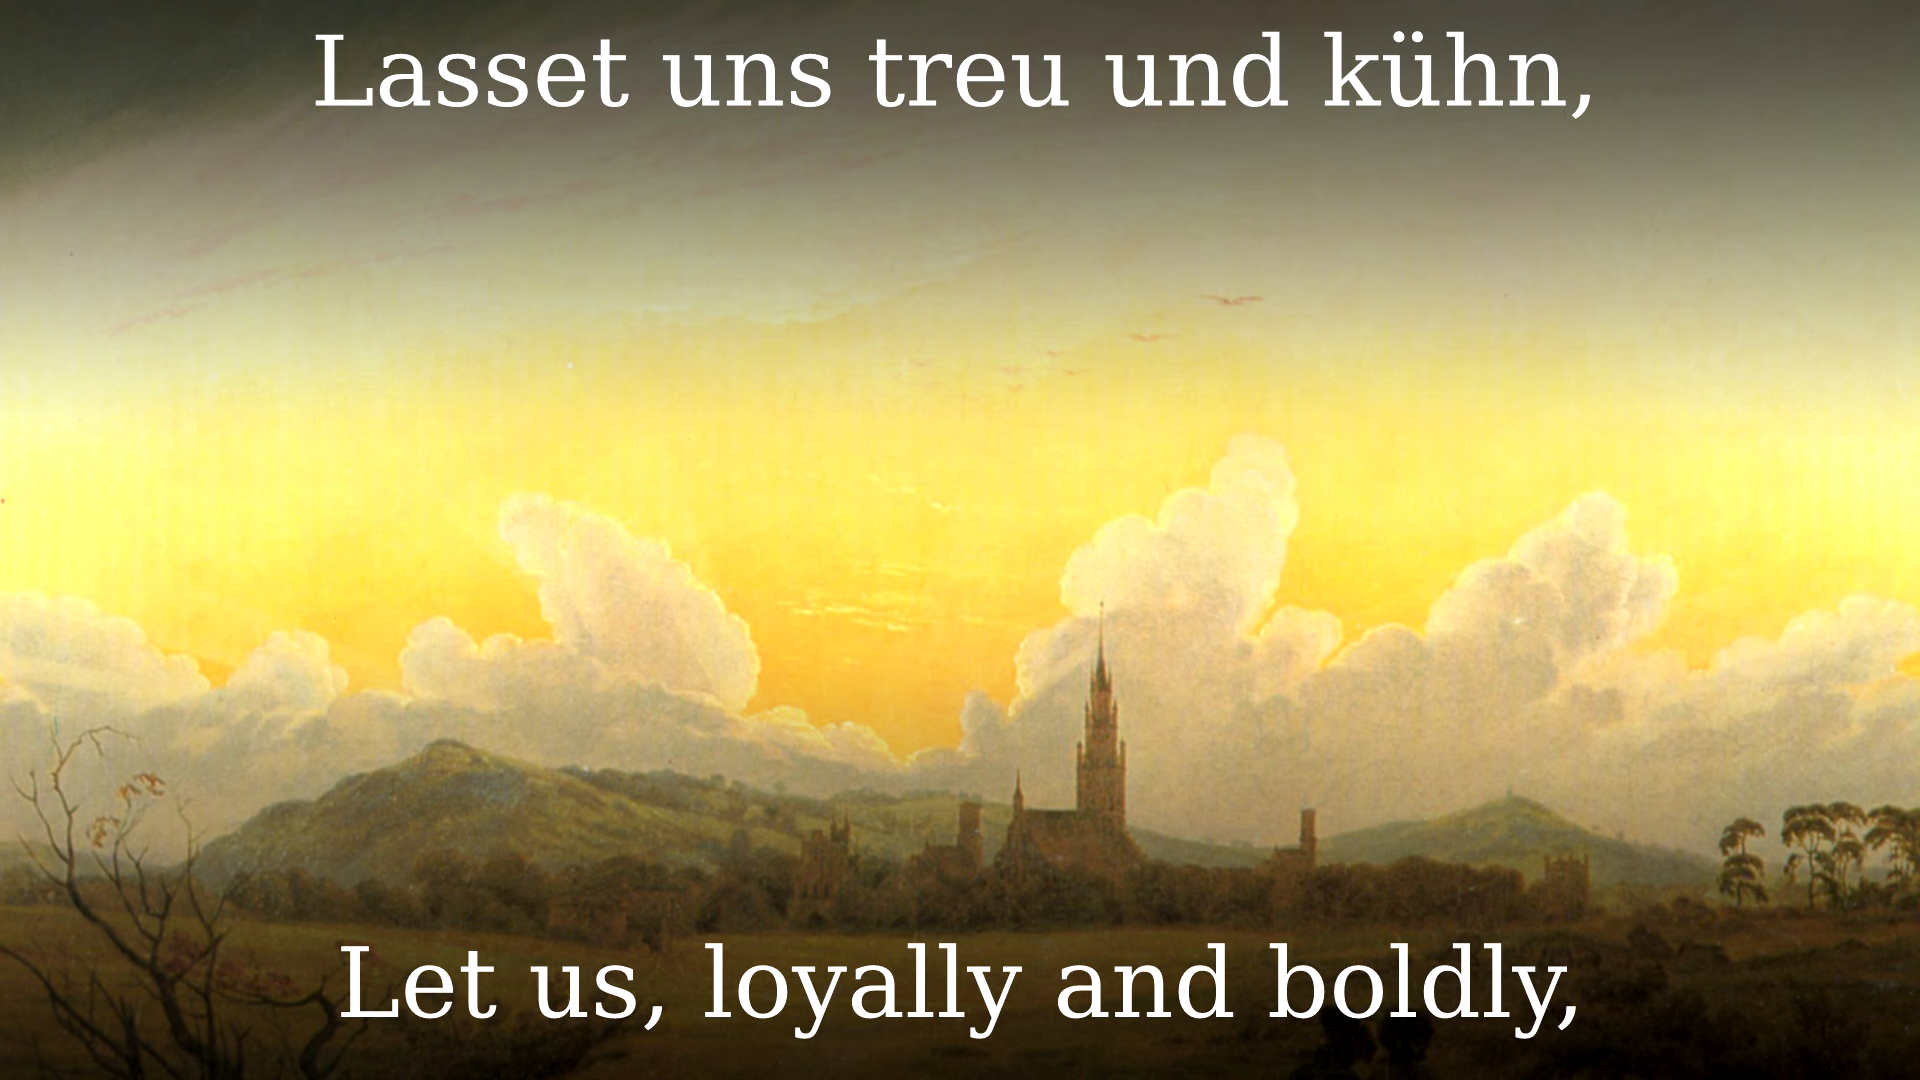 Lasset uns treu und kühn,
Let us, loyally and boldly,